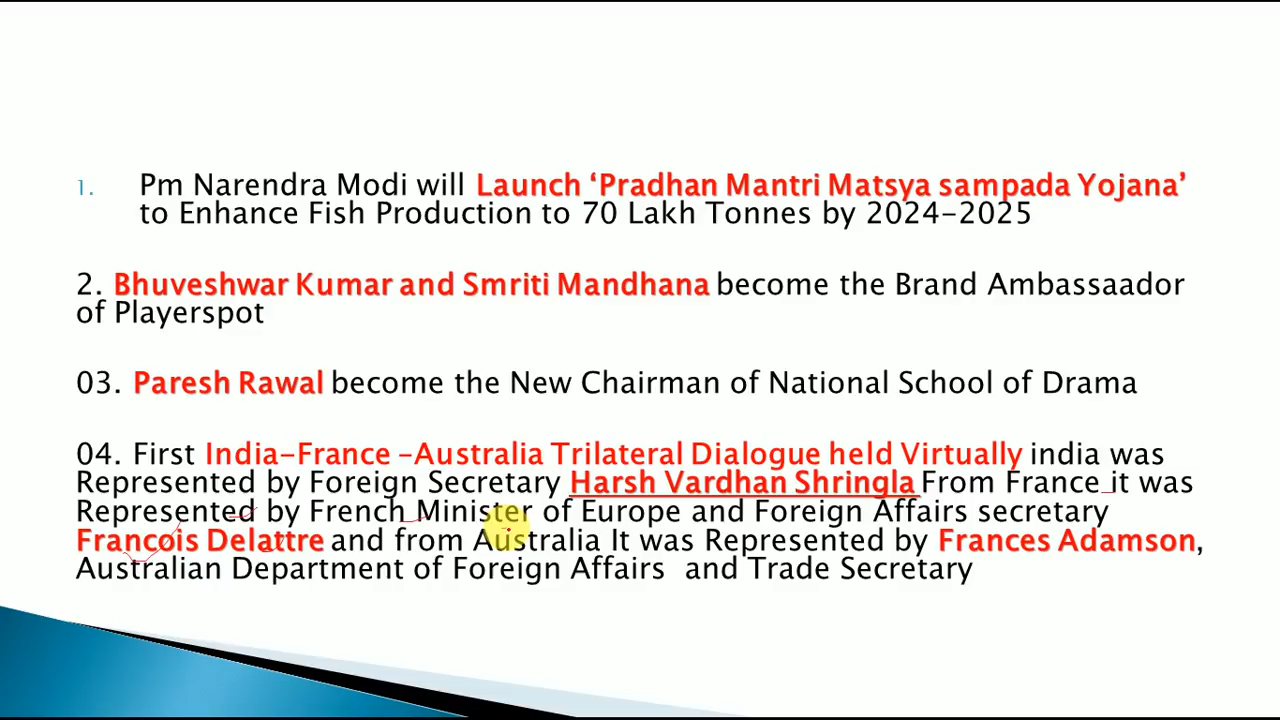 1. Pm Narendra Modi will Launch ‘Pradhan Mantri Matsya sampada Yojana’
to Enhance Fish Production to 70 Lakh Tonnes by 2024-2025
2. Bhuveshwar Kumar and Smriti Mandhana become the Brand Ambassaador
of Playerspot
03. Paresh Rawal become the New Chairman of National School of Drama
04. First India-France -Australia Trilateral Dialogue held Virtually india was
Represented by Foreign Secretary Harsh Vardhan Shringla From France it was
Represented by French Minister of Europe and Foreign Affairs secretary
Francois Delattre and from Australia It was Represented by Frances Adamson,
Australian Department of Foreign Affairs and Trade Secretary